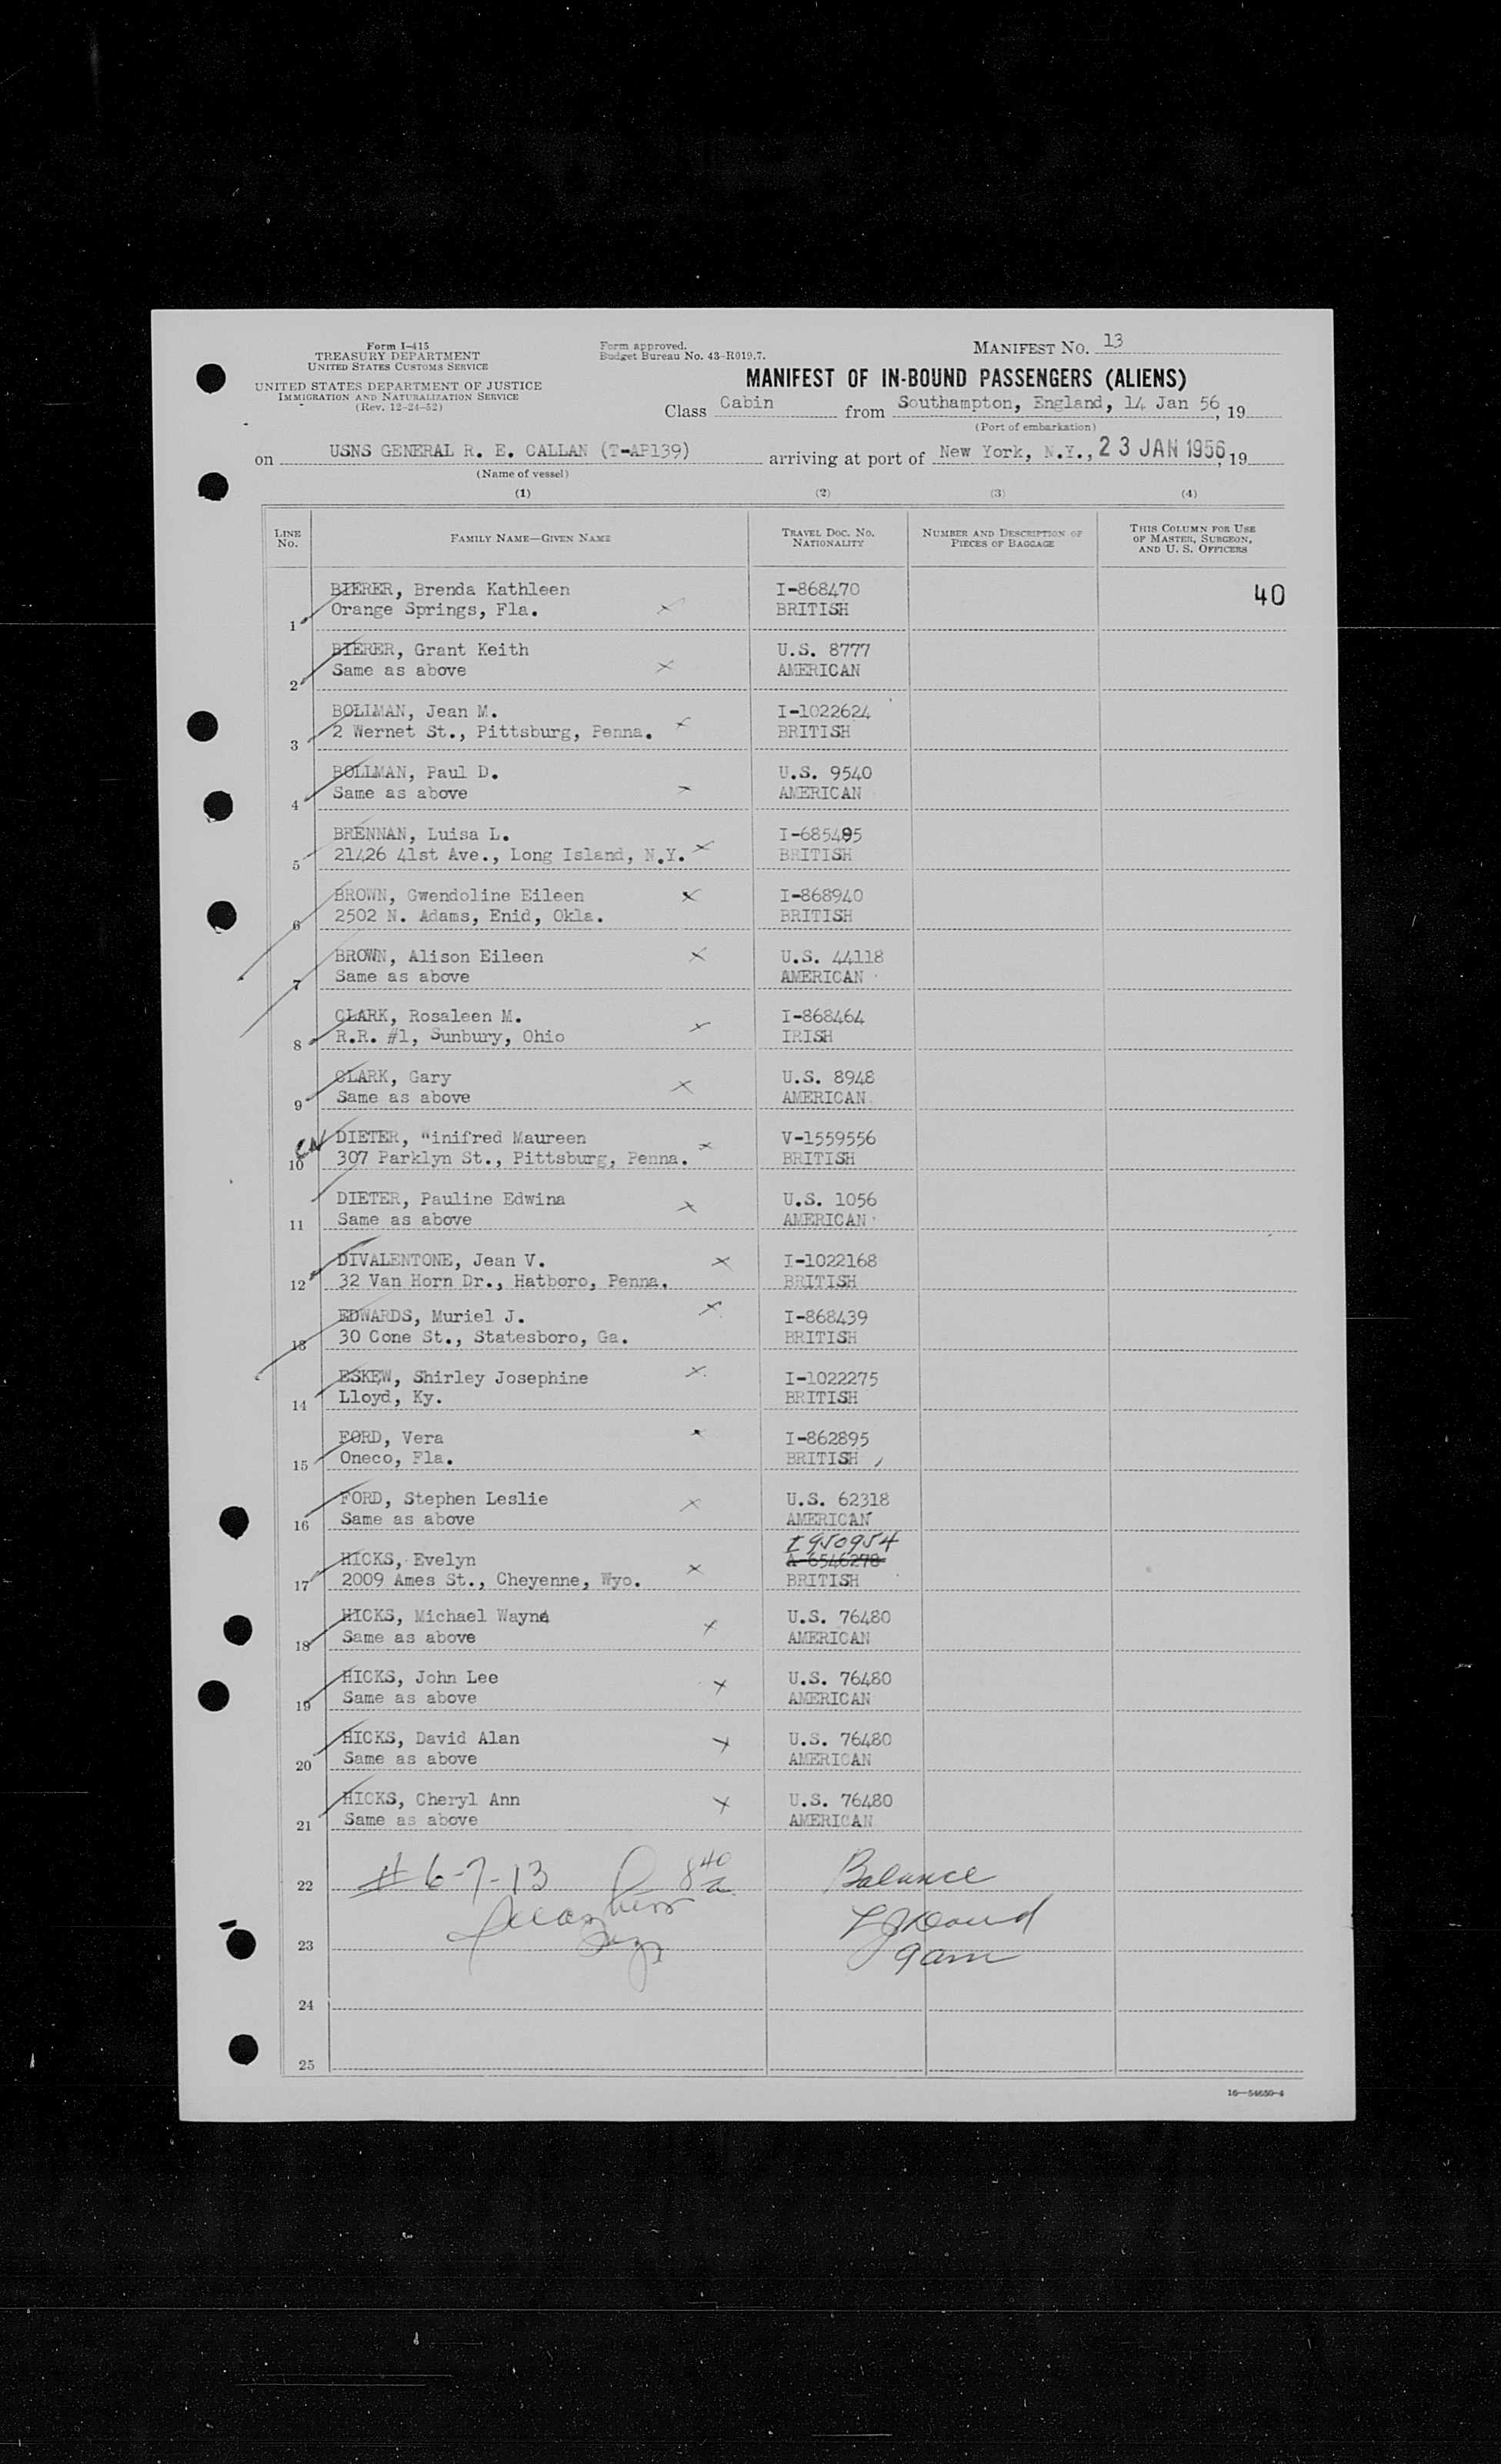 Form I-415
TREASURY DEPARTMENT
UNITED STATES CUSTOMS SERVICE
UNITED STATES DEPARTMENT OF JUSTICE
IMMIGRATION AND NATURALIZATION SERVICE
(Rev. 12-24-52)
Form approved.
Budget Bureau No. 43-R019.7.
MANIFEST NO. 13
MANIFEST OF IN-BOUND PASSENGERS (ALIENS)
Class Cabin from Southampton, England, 14 Jan 56, 19
(Port of embarkation)
on USNS GENERAL R. E. CALLAN (T-AP139) arriving at port of New York, N.Y., 23 JAN 1956, 19
(Name of vessel)
(1) (2) (3) (4)
LINE NO. FAMILY NAME—GIVEN NAME TRAVEL DOC. NO. NATIONALITY NUMBER AND DESCRIPTION OF PIECES OF BAGGAGE THIS COLUMN FOR USE OF MASTER, SURGEON, AND U. S. OFFICERS
BIERER, Brenda Kathleen I-868470 40
1 Orange Springs, Fla. BRITISH
BIERER, Grant Keith U.S. 8777
2 Same as above AMERICAN
BOLLMAN, Jean M. I-1022624
3 2 Wernet St., Pittsburg, Penna. BRITISH
BOLLMAN, Paul D. U.S. 9540
4 Same as above AMERICAN
BRENNAN, Luisa L. I-685495
5 21426 41st Ave., Long Island, N.Y. BRITISH
BROWN, Gwendoline Eileen I-868940
6 2502 N. Adams, Enid, Okla. BRITISH
BROWN, Alison Eileen U.S. 44118
7 Same as above AMERICAN
CLARK, Rosaleen M. I-868464
8 R.R. #1, Sunbury, Ohio IRISH
CLARK, Gary U.S. 8948
9 Same as above AMERICAN
DIETER, "inifred Maureen V-1559556
10 307 Parklyn St., Pittsburg, Penna. BRITISH
DIETER, Pauline Edwina U.S. 1056
11 Same as above AMERICAN
DIVALENTONE, Jean V. I-1022168
12 32 Van Horn Dr., Hatboro, Penna. BRITISH
EDWARDS, Muriel J. I-868439
13 30 Cone St., Statesboro, Ga. BRITISH
ESKEW, Shirley Josephine I-1022275
14 Lloyd, Ky. BRITISH
FORD, Vera I-862895
15 Oneco, Fla. BRITISH
FORD, Stephen Leslie U.S. 62318
16 Same as above AMERICAN
I 950954
HICKS, Evelyn A-6546278
17 2009 Ames St., Cheyenne, Wyo. BRITISH
HICKS, Michael Wayne U.S. 76480
18 Same as above AMERICAN
HICKS, John Lee U.S. 76480
19 Same as above AMERICAN
HICKS, David Alan U.S. 76480
20 Same as above AMERICAN
HICKS, Cheryl Ann U.S. 76480
21 Same as above AMERICAN
22 # 6-7-13 840 a Balance
23 9am
24
25
16-54650-4